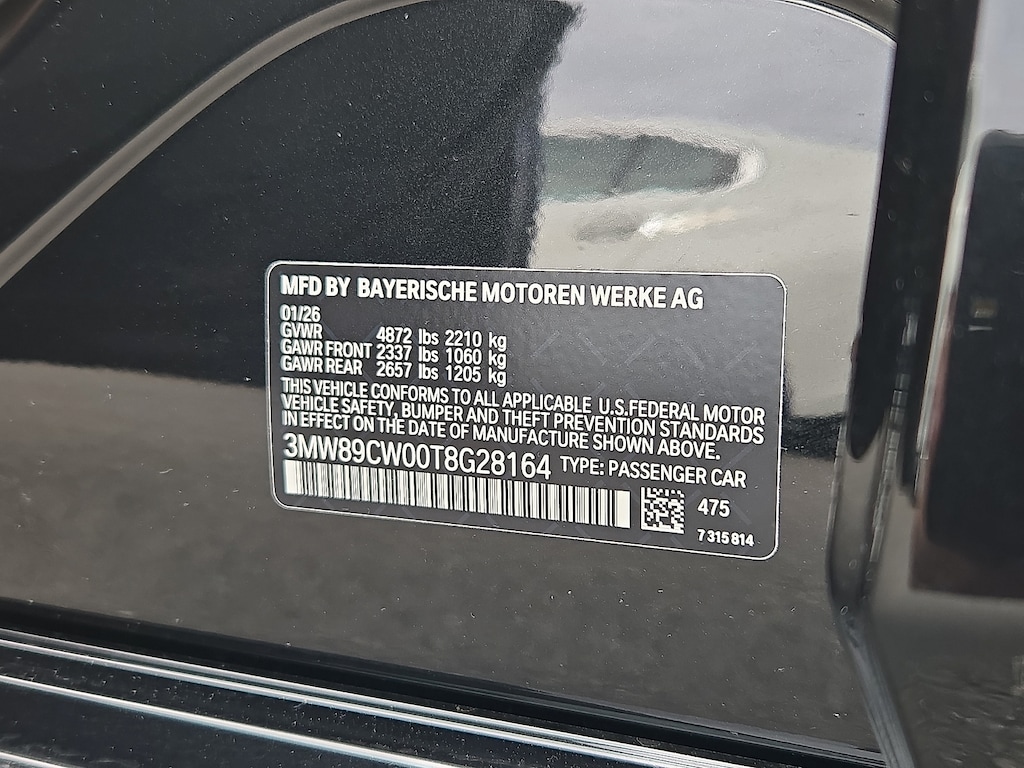 MFD BY BAYERISCHE MOTOREN WERKE AG
01/26
GVWR 4872 lbs 2210 kg
GAWR FRONT 2337 lbs 1060 kg
GAWR REAR 2657 lbs 1205 kg
THIS VEHICLE CONFORMS TO ALL APPLICABLE U.S.FEDERAL MOTOR
VEHICLE SAFETY, BUMPER AND THEFT PREVENTION STANDARDS
IN EFFECT ON THE DATE OF MANUFACTURE SHOWN ABOVE.
3MW89CW00T8G28164 TYPE: PASSENGER CAR
475
7 315 814